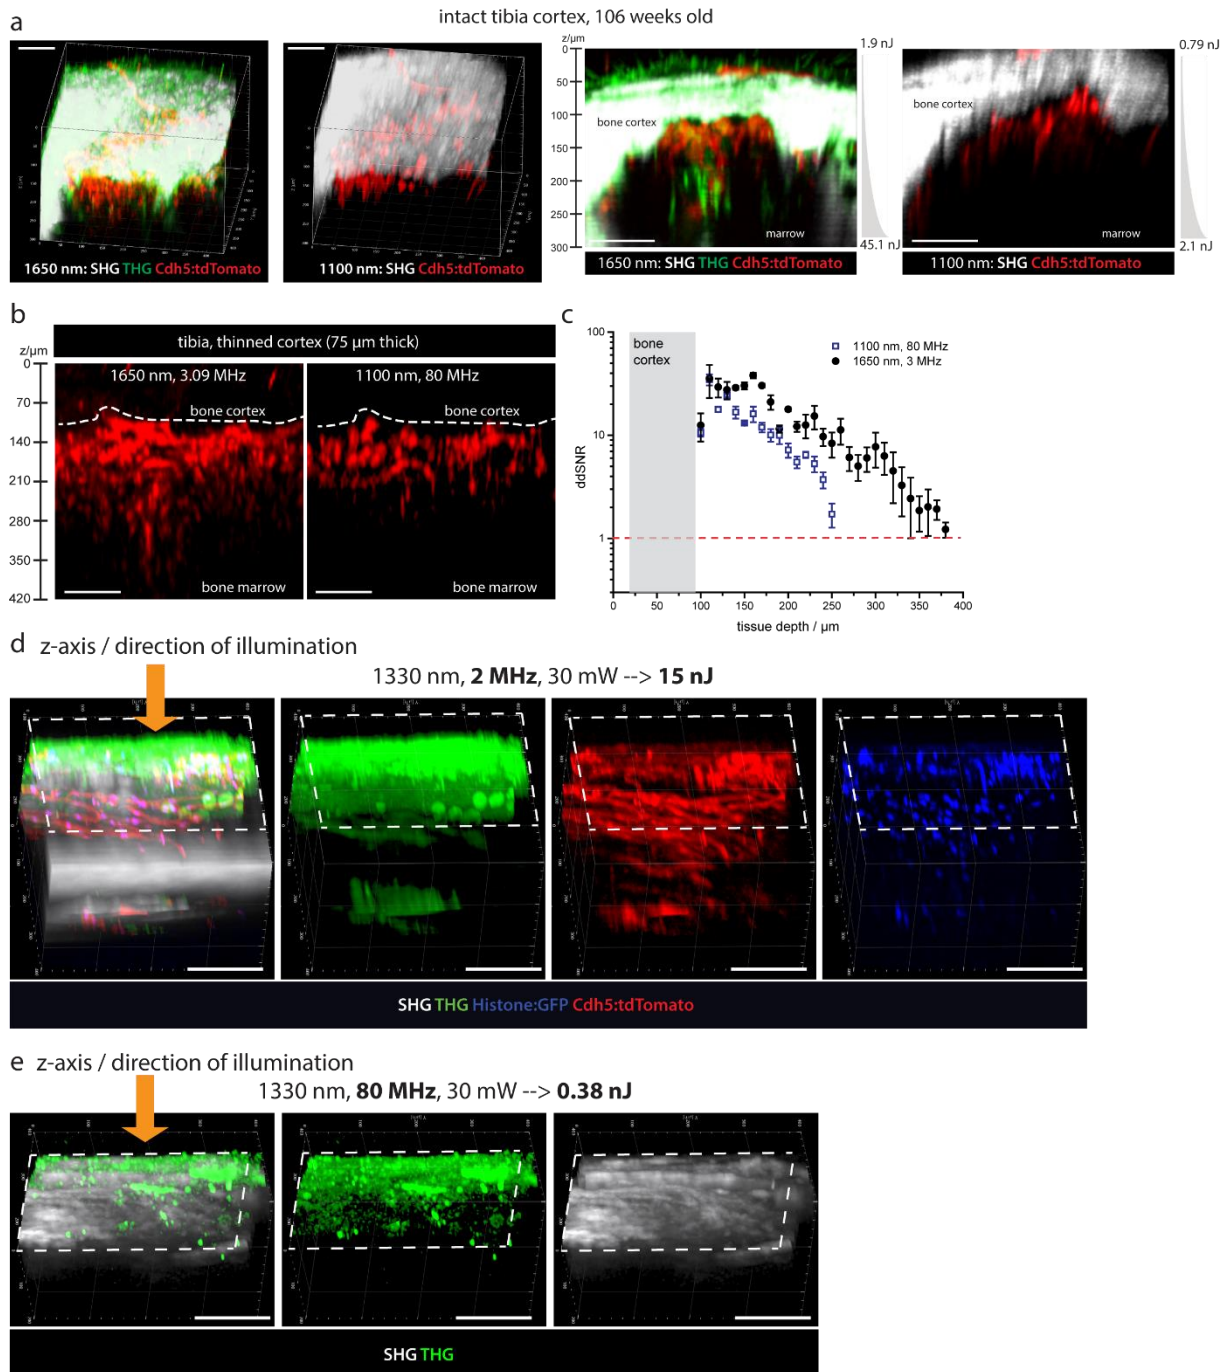 intact tibia cortex, 106 weeks old
a
z/μm
0
50
100
150
200
250
300
1.9 nJ
45.1 nJ
0.79 nJ
2.1 nJ
bone cortex
marrow
bone cortex
marrow
1650 nm: SHG THG Cdh5:tdTomato
1100 nm: SHG Cdh5:tdTomato
1650 nm: SHG THG Cdh5:tdTomato
1100 nm: SHG Cdh5:tdTomato
b
tibia, thinned cortex (75 μm thick)
z/μm
0
70
140
210
280
350
420
1650 nm, 3.09 MHz
bone cortex
bone marrow
1100 nm, 80 MHz
bone cortex
bone marrow
c
100
10
1
ddSNR
bone
cortex
1100 nm, 80 MHz
1650 nm, 3 MHz
0 50 100 150 200 250 300 350 400
tissue depth / μm
d z-axis / direction of illumination
1330 nm, 2 MHz, 30 mW --> 15 nJ
SHG THG Histone:GFP Cdh5:tdTomato
e z-axis / direction of illumination
1330 nm, 80 MHz, 30 mW --> 0.38 nJ
SHG THG